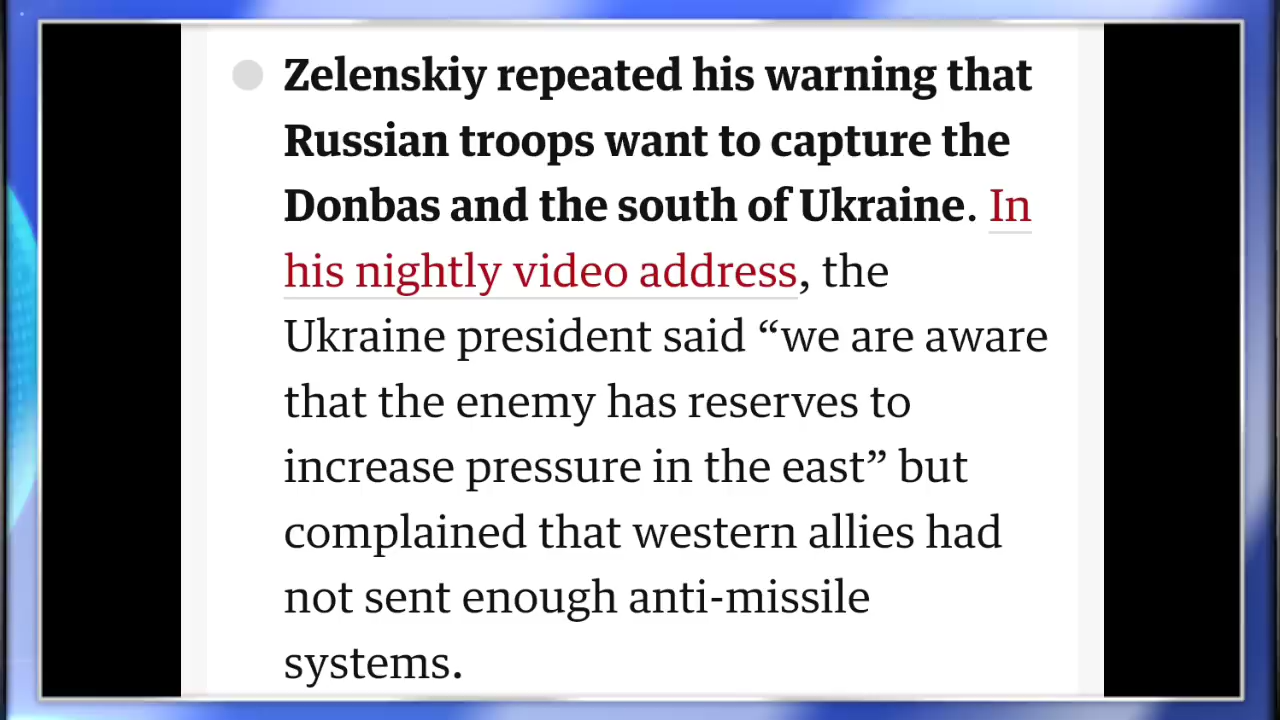 Zelenskiy repeated his warning that
Russian troops want to capture the
Donbas and the south of Ukraine. In
his nightly video address, the
Ukraine president said “we are aware
that the enemy has reserves to
increase pressure in the east” but
complained that western allies had
not sent enough anti-missile
systems.